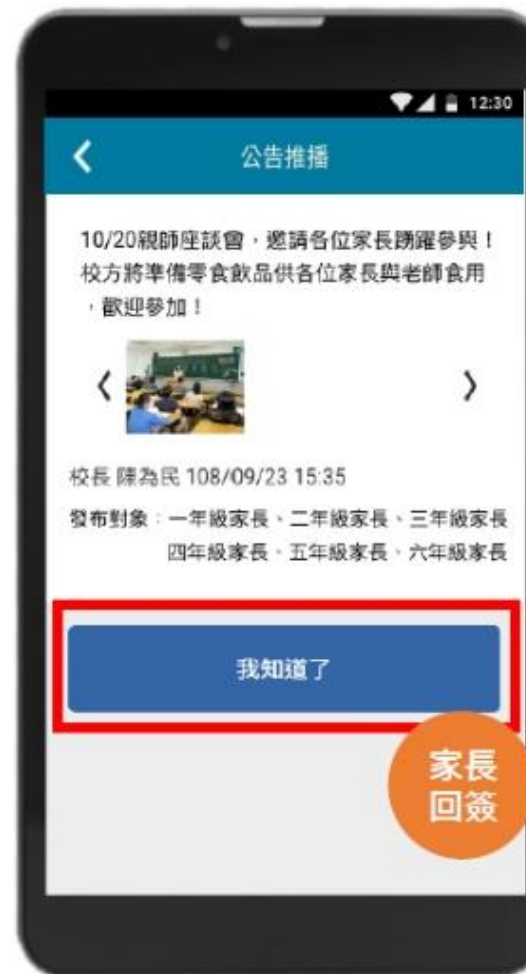 12:30
公告推播
10/20親師座談會，邀請各位家長踴躍參與！
校方將準備零食飲品供各位家長與老師食用
，歡迎參加！
校長 陳為民 108/09/23 15:35
發布對象：一年級家長、二年級家長、三年級家長
四年級家長、五年級家長、六年級家長
我知道了
家長
回簽